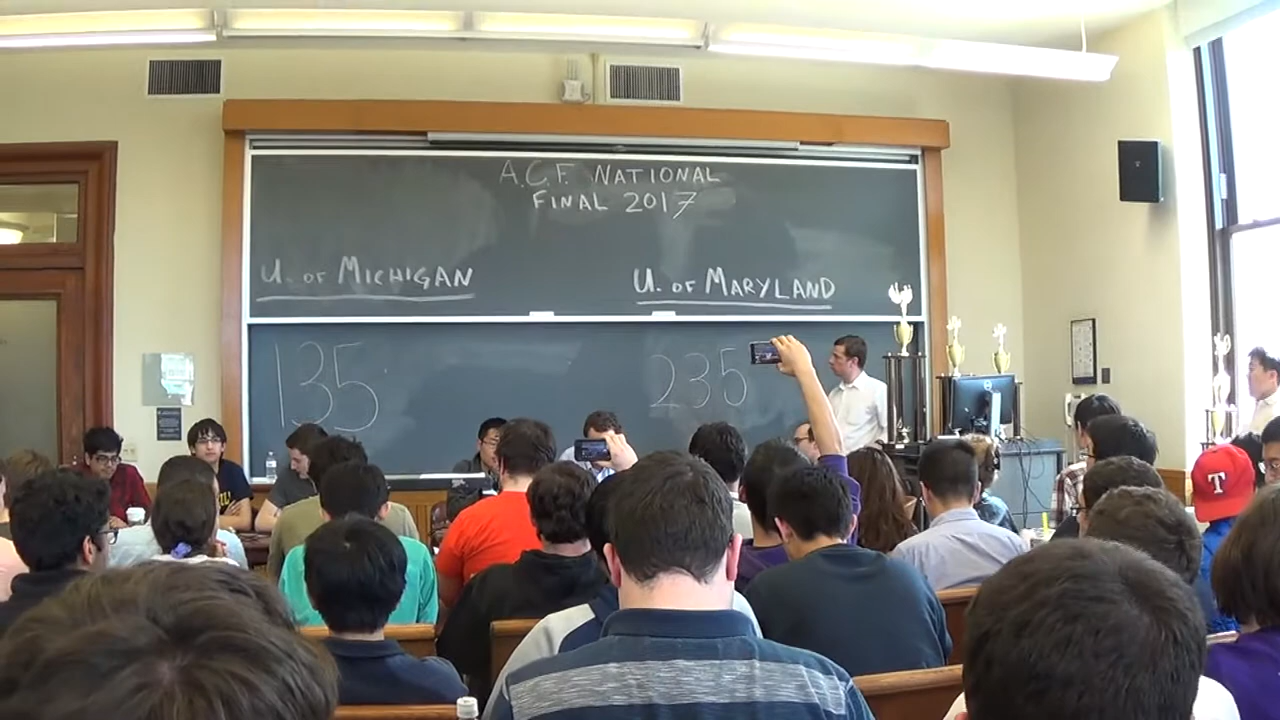 A.C.F. NATIONAL
FINAL 2017
U. OF MICHIGAN
U. OF MARYLAND
135
235
T